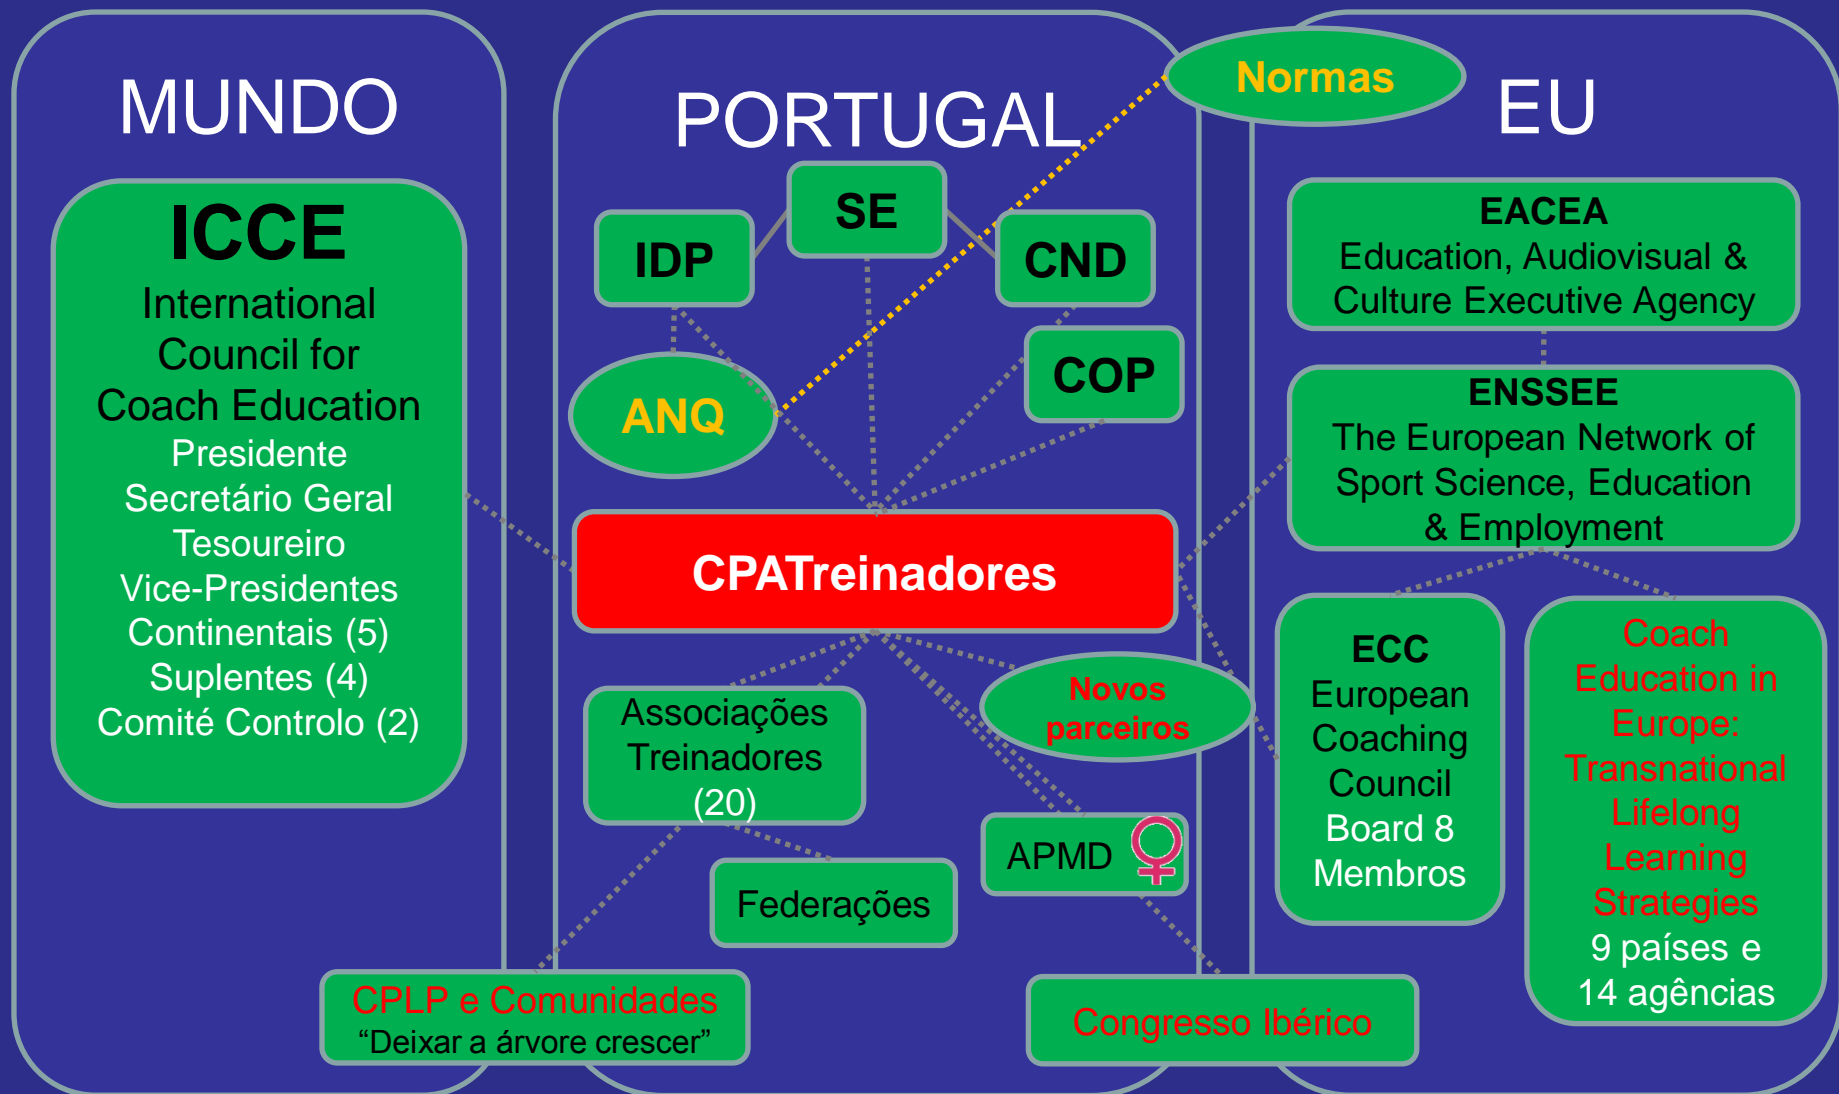 MUNDO
ICCE
International
Council for
Coach Education
Presidente
Secretário Geral
Tesoureiro
Vice-Presidentes
Continentais (5)
Suplentes (4)
Comité Controlo (2)
PORTUGAL
SE
IDP
CND
COP
ANQ
CPATreinadores
Associações
Treinadores
(20)
Novos
parceiros
APMD
Federações
CPLP e Comunidades
“Deixar a árvore crescer”
Congresso Ibérico
Normas
EU
EACEA
Education, Audiovisual &
Culture Executive Agency
ENSSEE
The European Network of
Sport Science, Education
& Employment
ECC
European
Coaching
Council
Board 8
Membros
Coach
Education in
Europe:
Transnational
Lifelong
Learning
Strategies
9 países e
14 agências